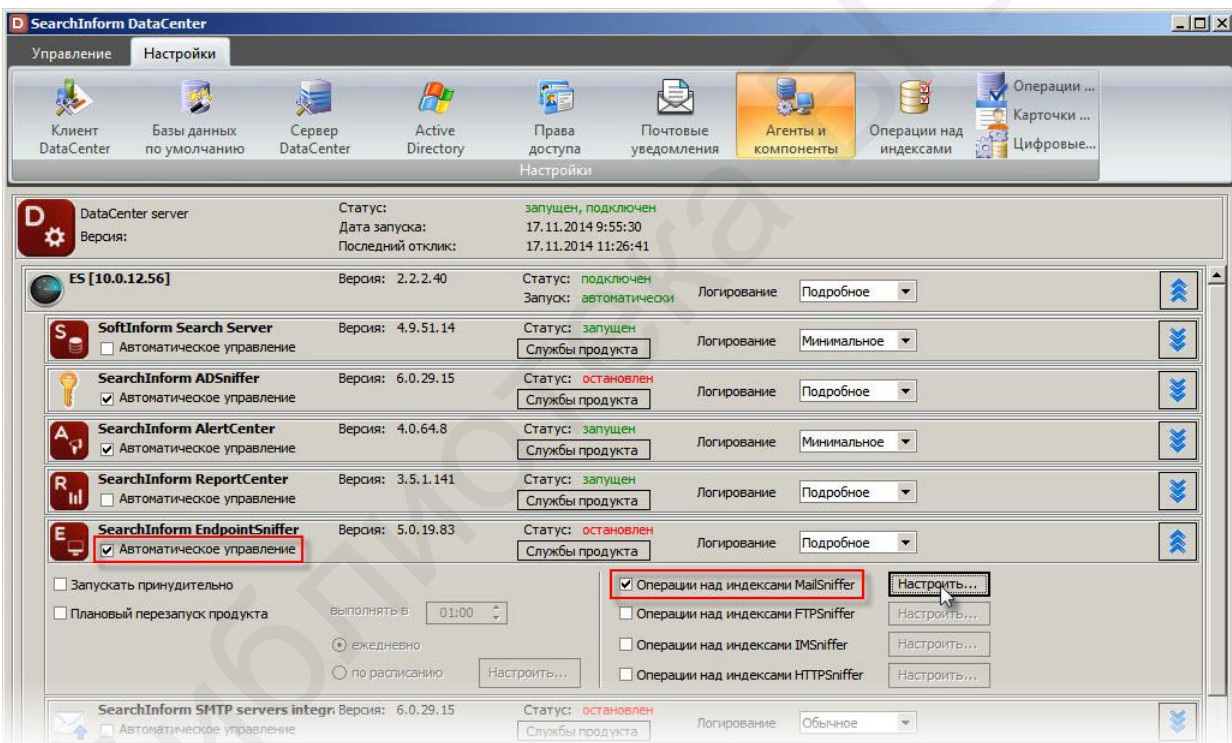 SearchInform DataCenter
Управление Настройки
Клиент DataCenter
Базы данных по умолчанию
Сервер DataCenter
Active Directory
Права доступа
Почтовые уведомления
Агенты и компоненты
Операции над индексами
Операции ...
Карточки ...
Цифровые...
Настройки
DataCenter server Статус: запущен, подключен
Дата запуска: 17.11.2014 9:55:30
Версия: Последний отклик: 17.11.2014 11:26:41
ES [10.0.12.56] Версия: 2.2.2.40 Статус: подключен
Запуск: автоматически Логирование Подробное
SoftInform Search Server Версия: 4.9.51.14 Статус: запущен
Автоматическое управление Службы продукта Логирование Минимальное
SearchInform ADSniffer Версия: 6.0.29.15 Статус: остановлен
Автоматическое управление Службы продукта Логирование Подробное
SearchInform AlertCenter Версия: 4.0.64.8 Статус: запущен
Автоматическое управление Службы продукта Логирование Минимальное
SearchInform ReportCenter Версия: 3.5.1.141 Статус: запущен
Автоматическое управление Службы продукта Логирование Подробное
SearchInform EndpointSniffer Версия: 5.0.19.83 Статус: остановлен
Автоматическое управление Службы продукта Логирование Подробное
Запускать принудительно Операции над индексами MailSniffer Настроить...
Плановый перезапуск продукта выполнять в 01:00 Операции над индексами FTPSniffer Настроить...
ежедневно Операции над индексами IMSniffer Настроить...
по расписанию Настроить... Операции над индексами HTTPSniffer Настроить...
SearchInform SMTP servers integr Версия: 6.0.29.15 Статус: остановлен
Автоматическое управление Службы продукта Логирование Обычное